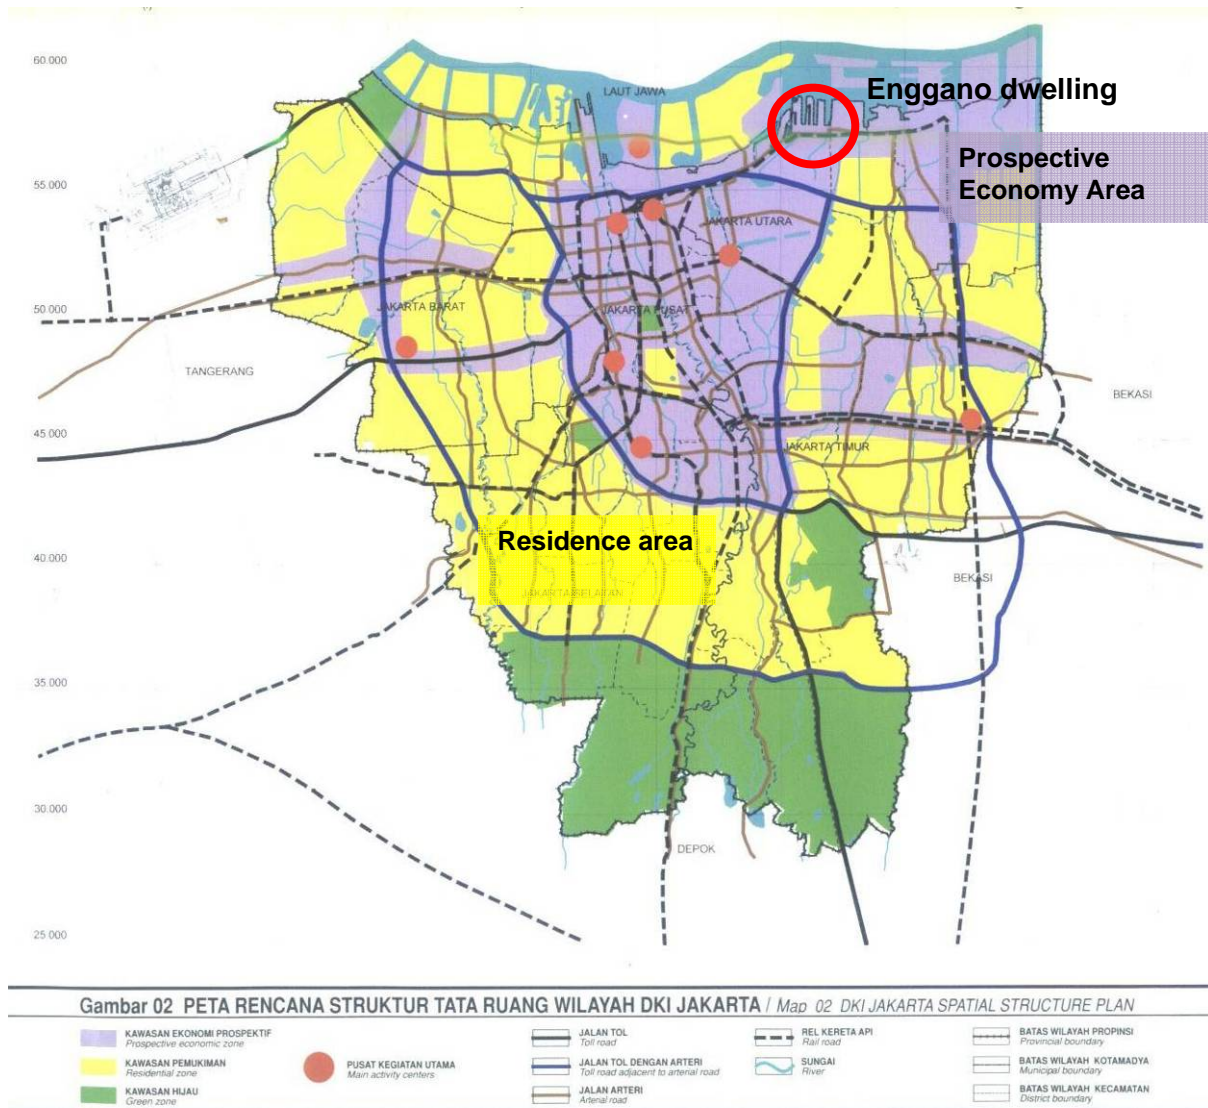 60 000
LAUT JAWA
Enggano dwelling
Prospective
Economy Area
55 000
JAKARTA UTARA
50 000
JAKARTA BARAT
JAKARTA PUSAT
TANGERANG
BEKASI
45 000
JAKARTA TIMUR
Residence area
40 000
BEKASI
JAKARTA SELATAN
35 000
30 000
DEPOK
25 000
Gambar 02 PETA RENCANA STRUKTUR TATA RUANG WILAYAH DKI JAKARTA / Map 02 DKI JAKARTA SPATIAL STRUCTURE PLAN
KAWASAN EKONOMI PROSPEKTIF
Prospective economic zone
KAWASAN PEMUKIMAN
Residential zone
KAWASAN HIJAU
Green zone
PUSAT KEGIATAN UTAMA
Main activity centers
JALAN TOL
Toll road
JALAN TOL DENGAN ARTERI
Toll road adjacent to arterial road
JALAN ARTERI
Arterial road
REL KERETA API
Rail road
SUNGAI
River
BATAS WILAYAH PROPINSI
Provincial boundary
BATAS WILAYAH KOTAMADYA
Municipal boundary
BATAS WILAYAH KECAMATAN
District boundary